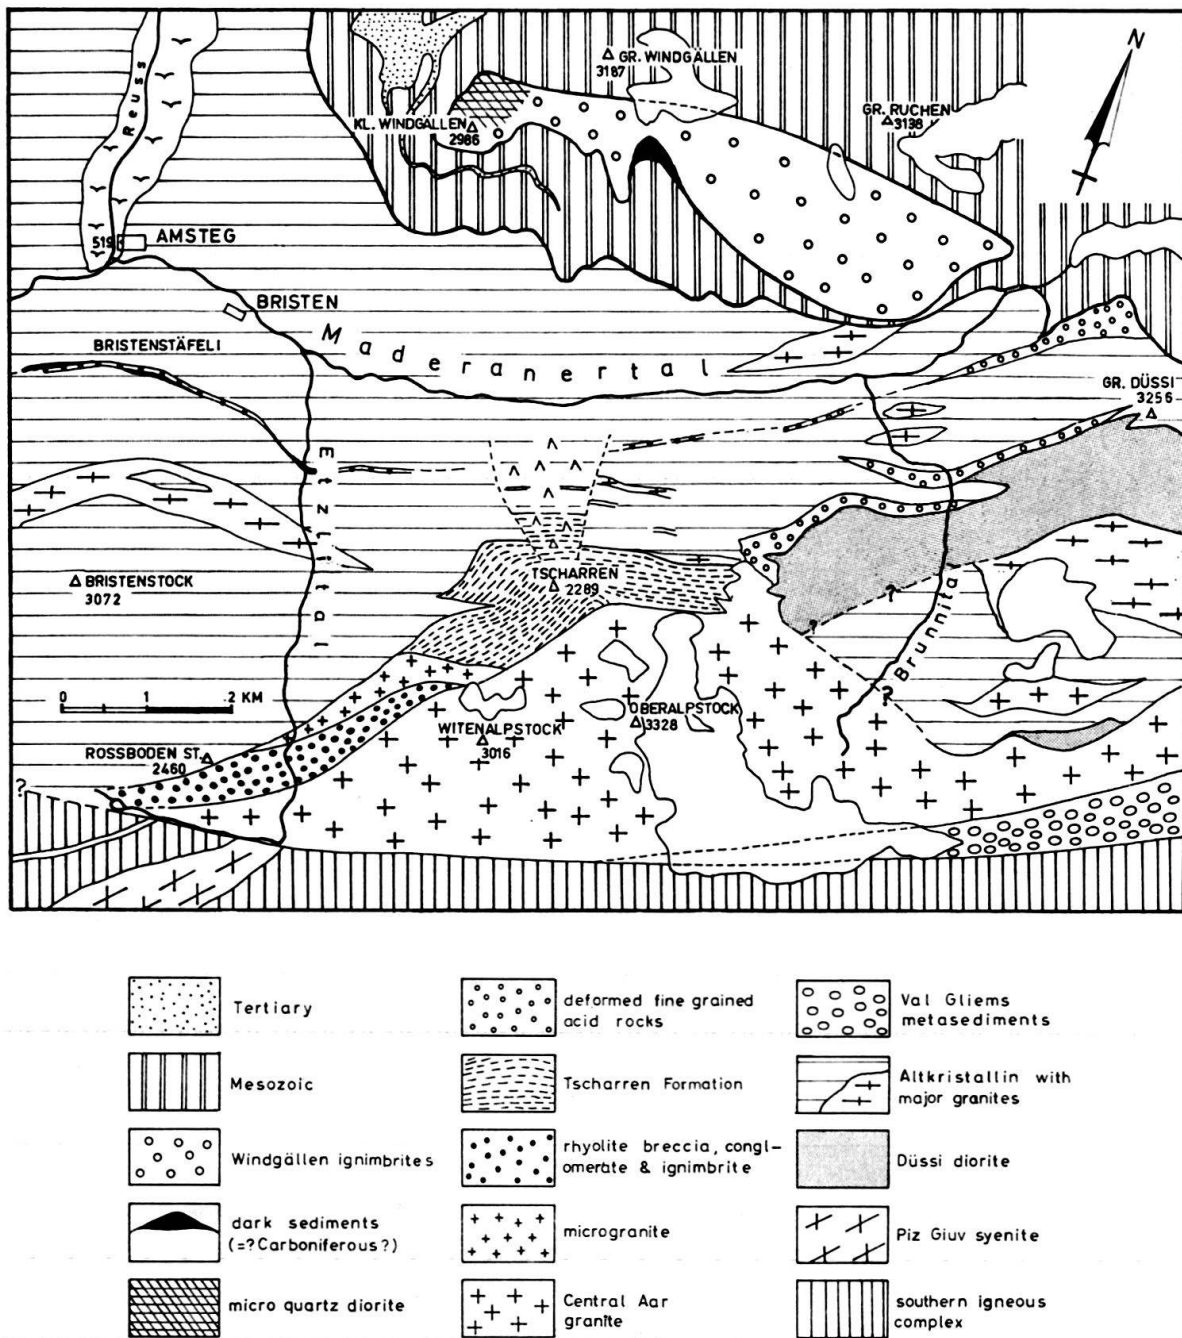 N
Reuss
GR. WINDGÄLLEN
3187
GR. RUCHEN
3138
KL. WINDGÄLLEN
2986
519
AMSTEG
BRISTEN
Maderanertal
BRISTENSTÄFELI
GR. DÜSSI
3256
Etzlital
TSCHARREN
2289
BRISTENSTOCK
3072
?
?
Brunnital
?
0 1 2 KM
OBERALPSTOCK
3328
WITENALPSTOCK
3016
ROSSBODEN ST.
2460
?
Tertiary
deformed fine grained
acid rocks
Val Gliems
metasediments
Mesozoic
Tscharren Formation
Altkristallin with
major granites
Windgällen ignimbrites
rhyolite breccia, congl-
omerate & ignimbrite
Düssi diorite
dark sediments
(=?Carboniferous?)
microgranite
Piz Giuv syenite
micro quartz diorite
Central Aar
granite
southern igneous
complex